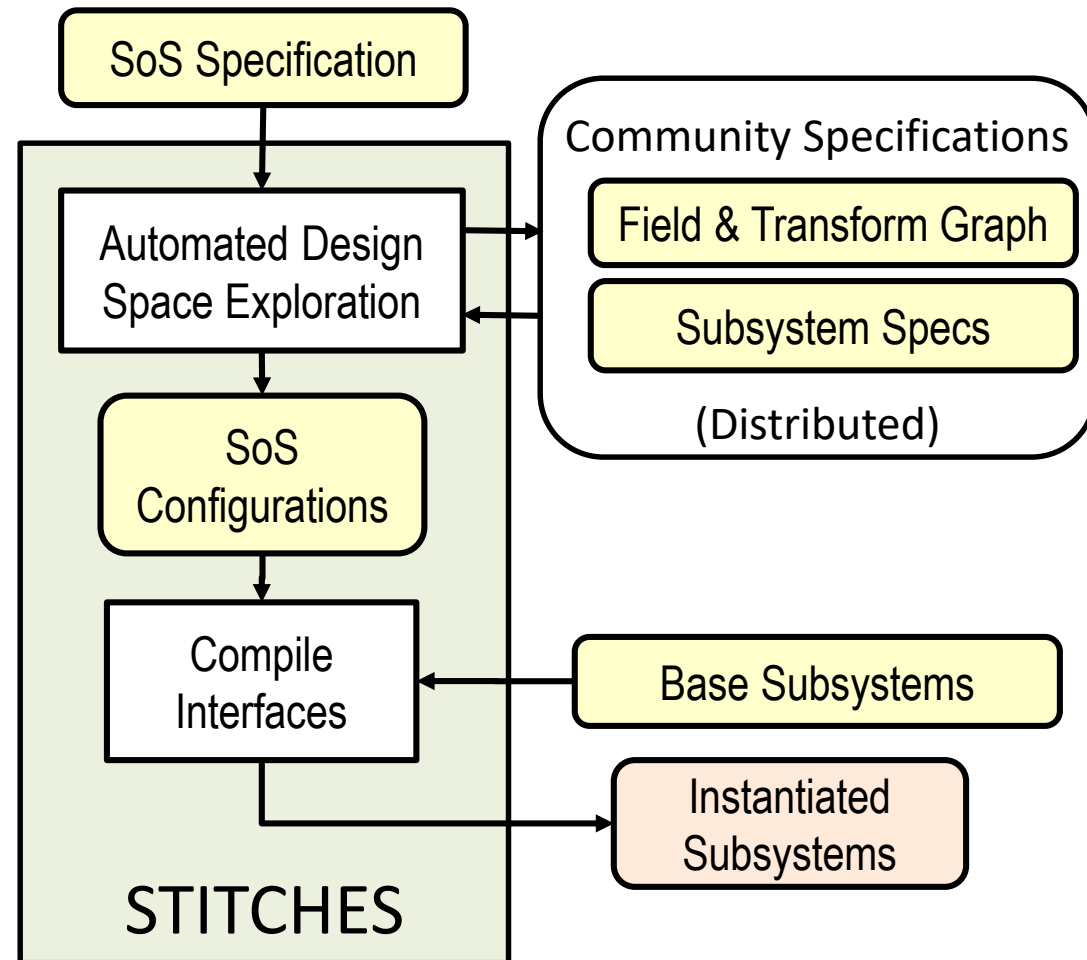 SoS Specification
Community Specifications
Field & Transform Graph
Subsystem Specs
(Distributed)
Automated Design
Space Exploration
SoS
Configurations
Compile
Interfaces
Base Subsystems
Instantiated
Subsystems
STITCHES